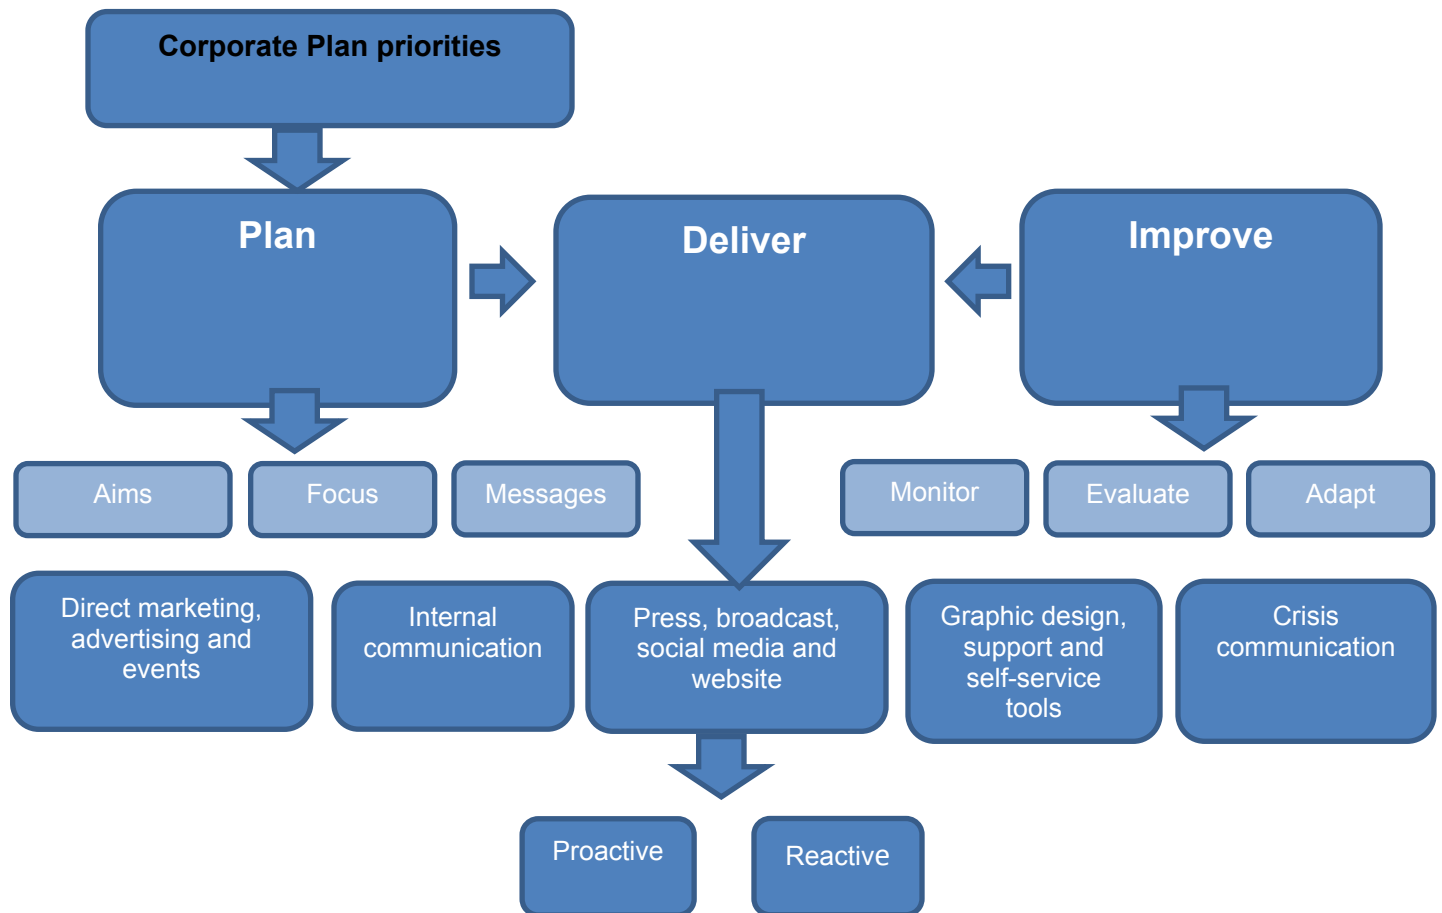 Corporate Plan priorities
Plan
Deliver
Improve
Aims
Focus
Messages
Monitor
Evaluate
Adapt
Direct marketing,
advertising and
events
Internal
communication
Press, broadcast,
social media and
website
Graphic design,
support and
self-service
tools
Crisis
communication
Proactive
Reactive